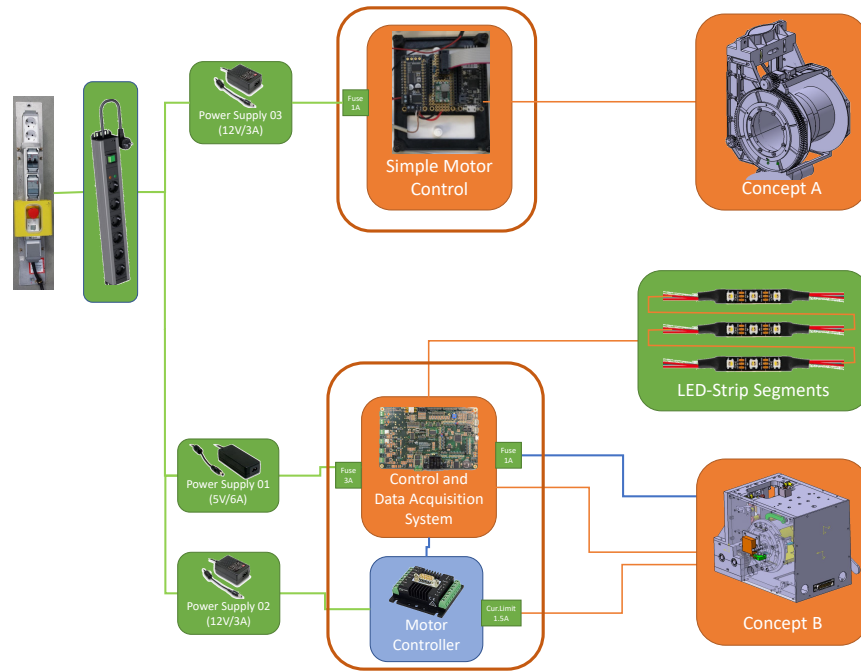 Power Supply 03
(12V/3A)
Fuse
1A
Simple Motor
Control
Concept A
LED-Strip Segments
Power Supply 01
(5V/6A)
Fuse
3A
Control and
Data Acquisition
System
Fuse
1A
Power Supply 02
(12V/3A)
Motor
Controller
Cur.Limit
1.5A
Concept B